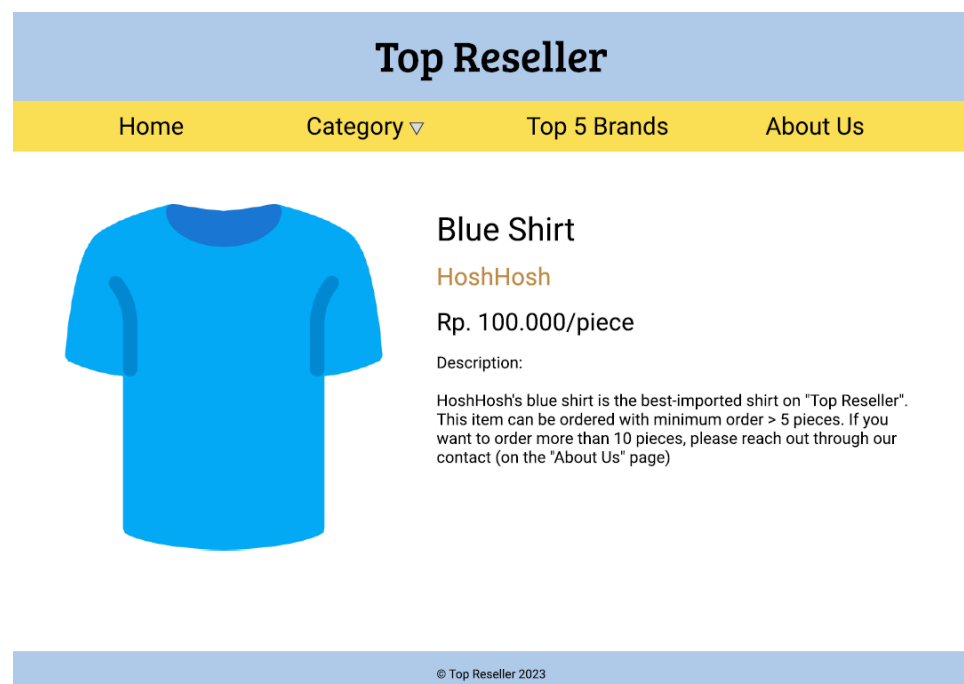 Top Reseller
Home Category Top 5 Brands About Us
Blue Shirt
HoshHosh
Rp. 100.000/piece
Description:
HoshHosh's blue shirt is the best-imported shirt on "Top Reseller".
This item can be ordered with minimum order > 5 pieces. If you
want to order more than 10 pieces, please reach out through our
contact (on the "About Us" page)
© Top Reseller 2023